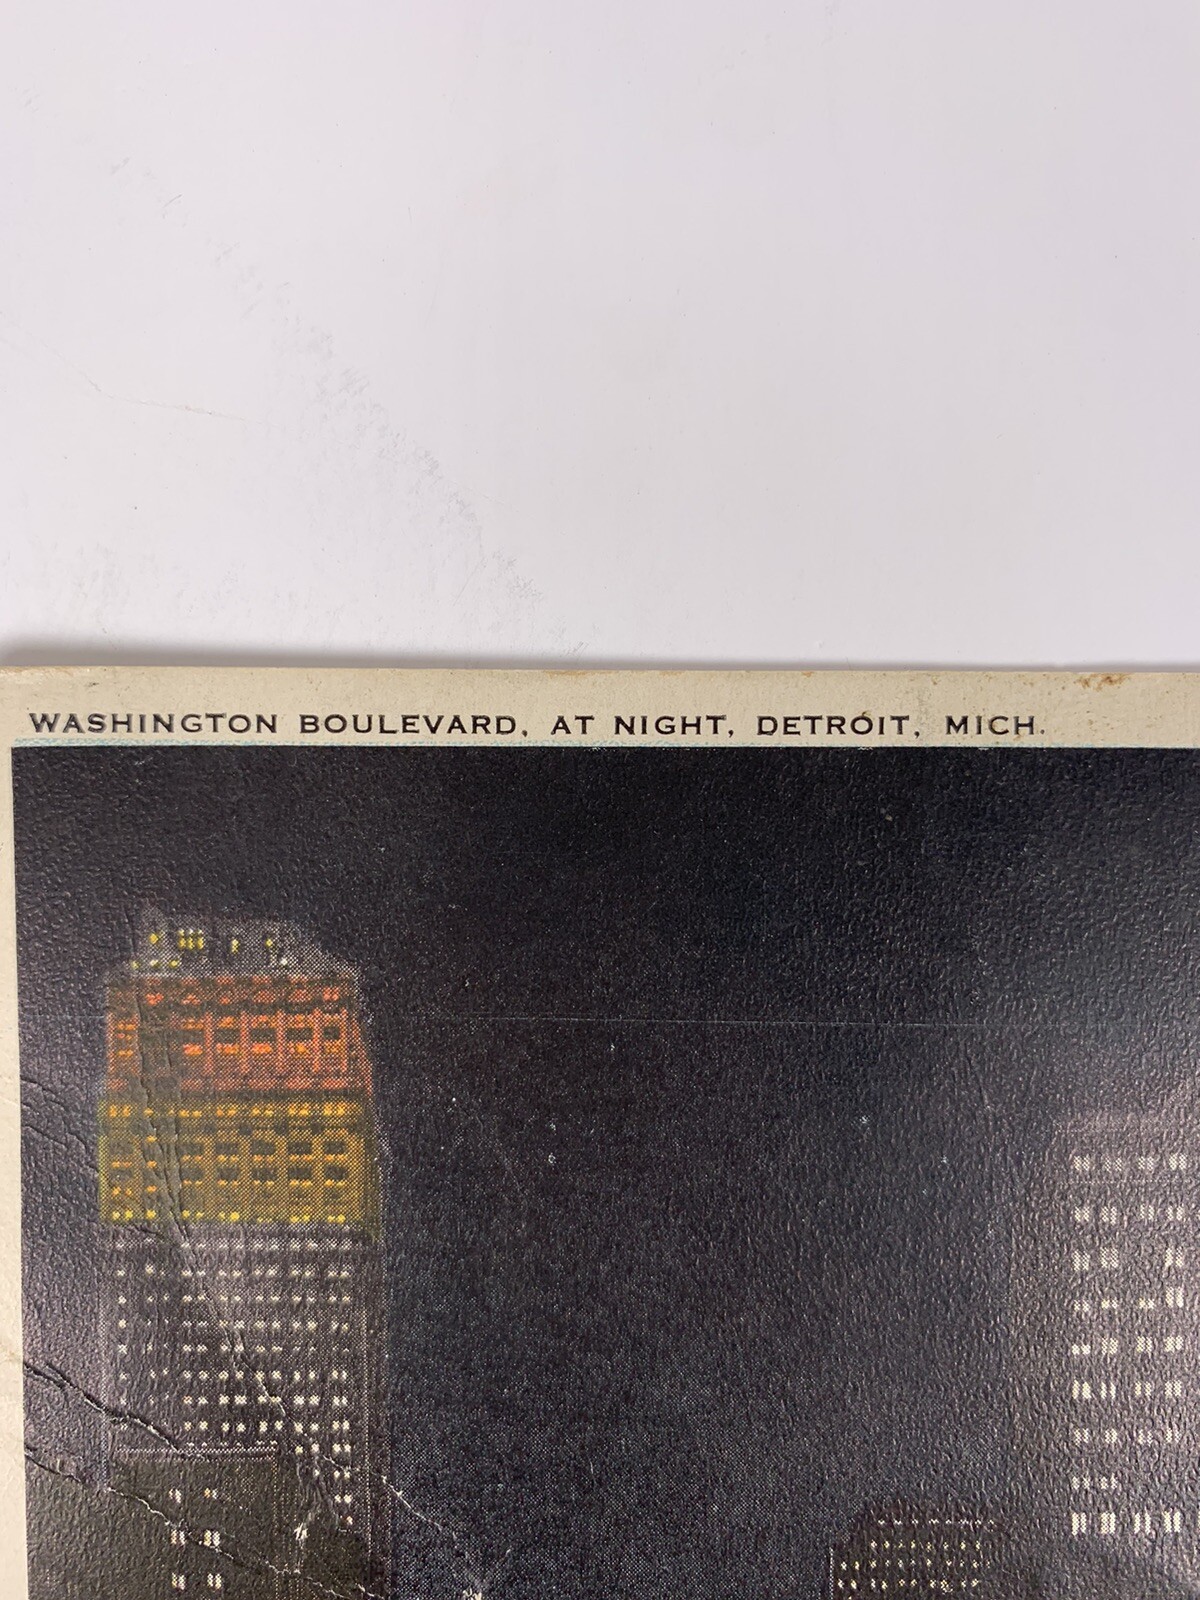 WASHINGTON BOULEVARD, AT NIGHT, DETROIT, MICH.